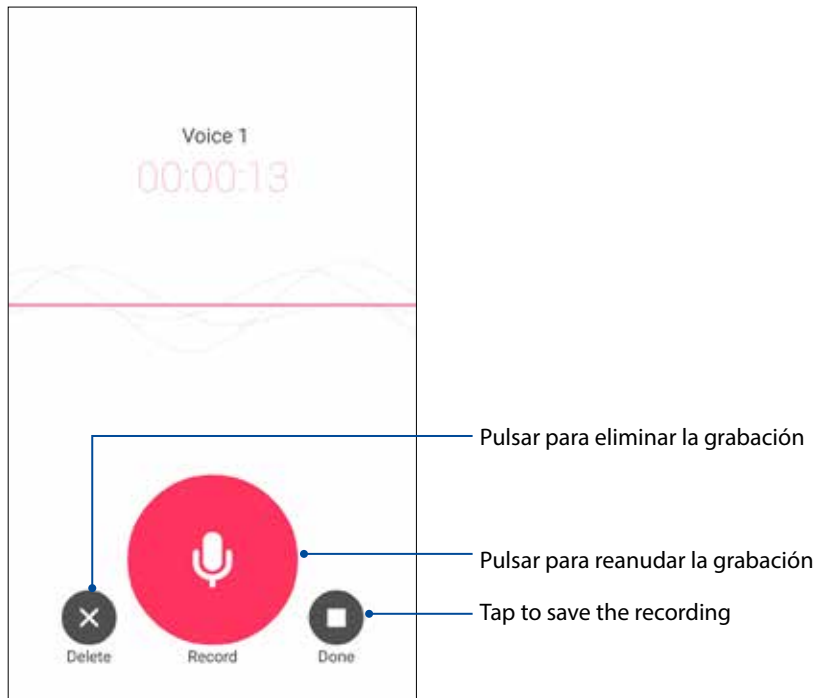 Voice 1
00:00:13
Pulsar para eliminar la grabación
Pulsar para reanudar la grabación
Tap to save the recording
Delete Record Done